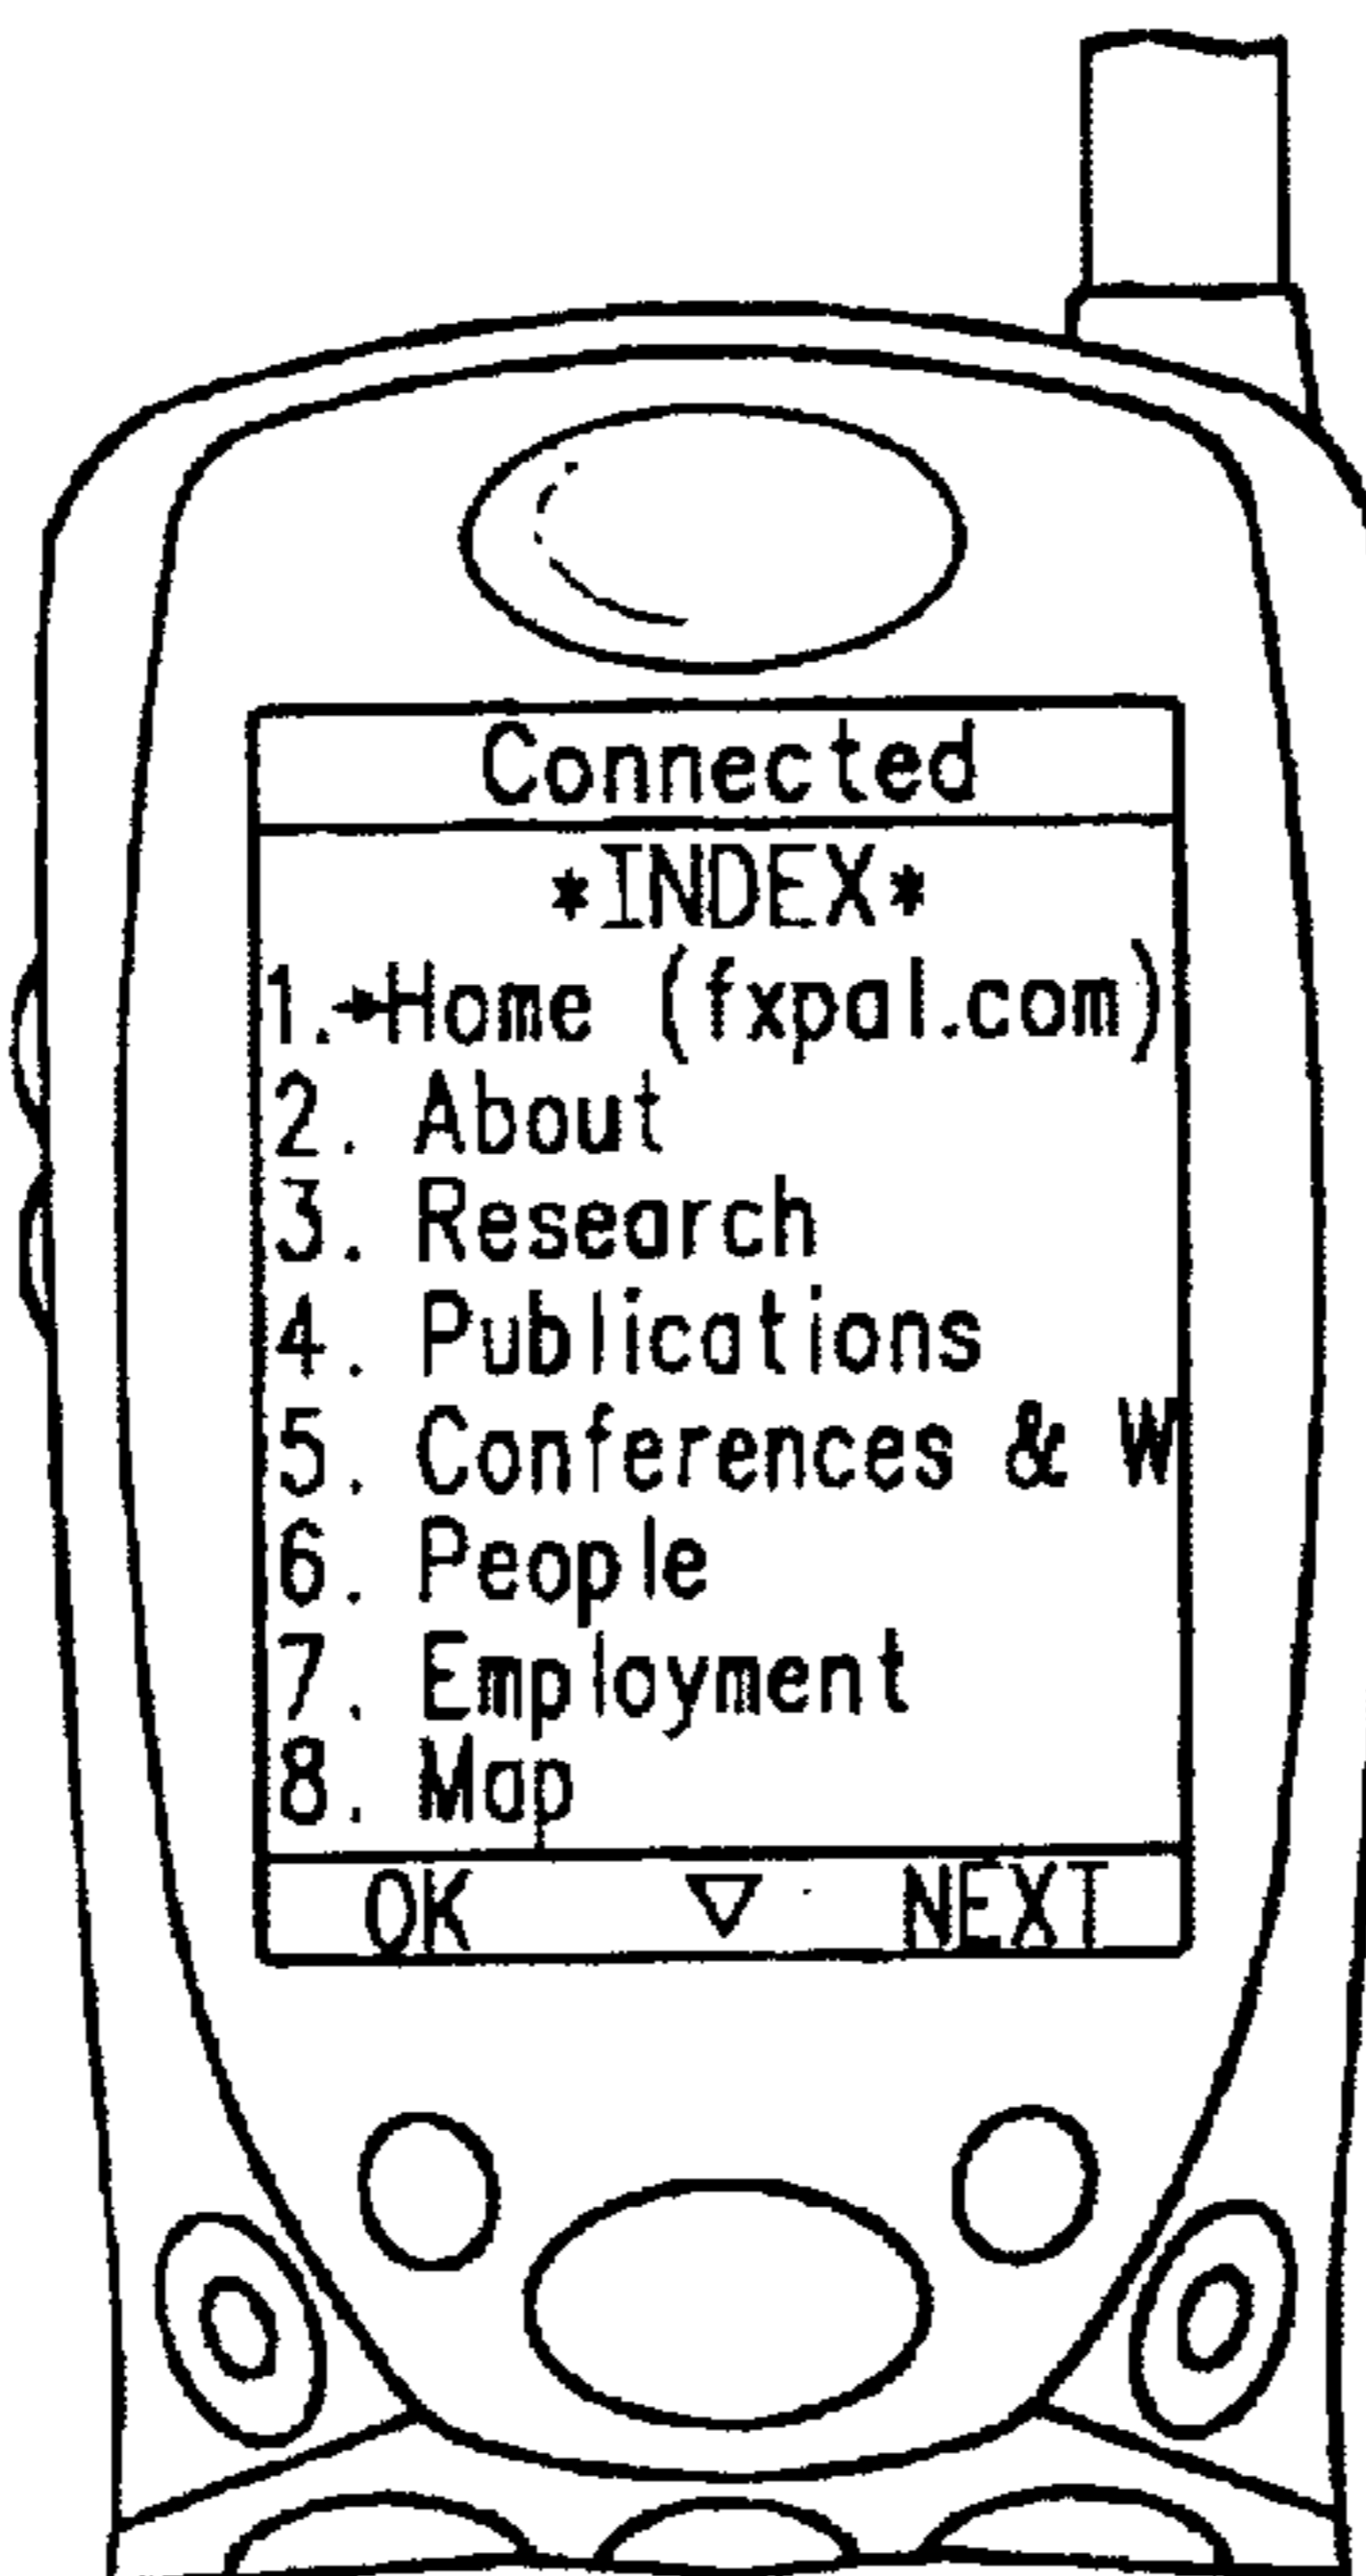 Connected
*INDEX*
1.→Home (fxpal.com)
2. About
3. Research
4. Publications
5. Conferences & W
6. People
7. Employment
8. Map
OK ▽ NEXT